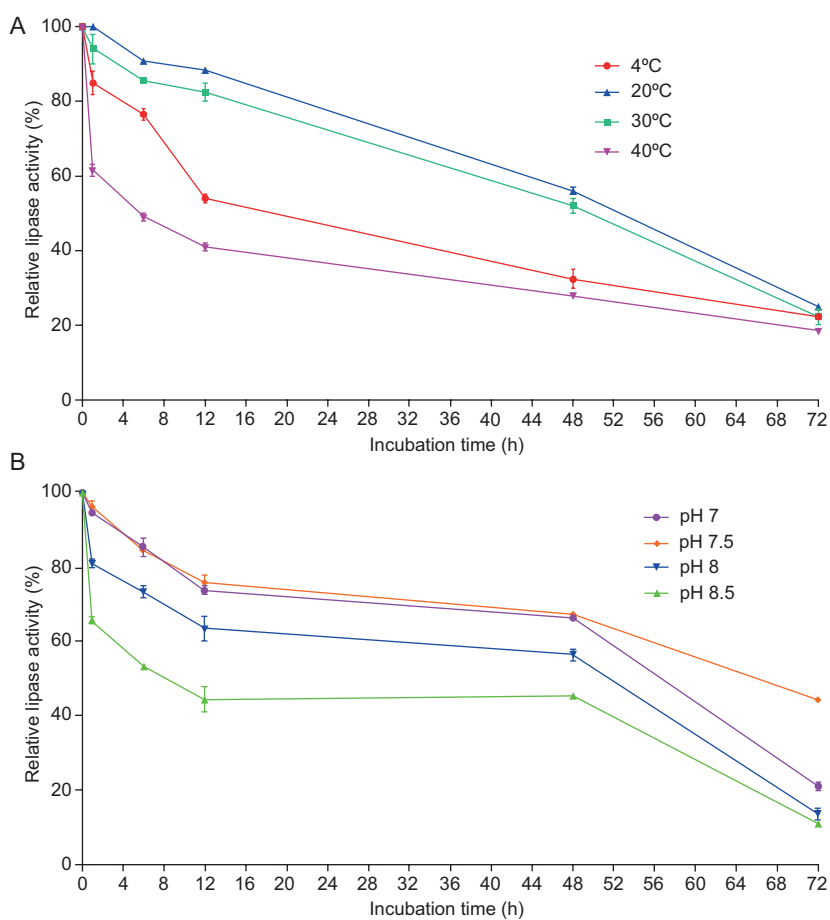 A
100
80
60
40
20
0
Relative lipase activity (%)
4ºC
20ºC
30ºC
40ºC
0 4 8 12 16 20 24 28 32 36 40 44 48 52 56 60 64 68 72
Incubation time (h)
B
100
80
60
40
20
0
Relative lipase activity (%)
pH 7
pH 7.5
pH 8
pH 8.5
0 4 8 12 16 20 24 28 32 36 40 44 48 52 56 60 64 68 72
Incubation time (h)